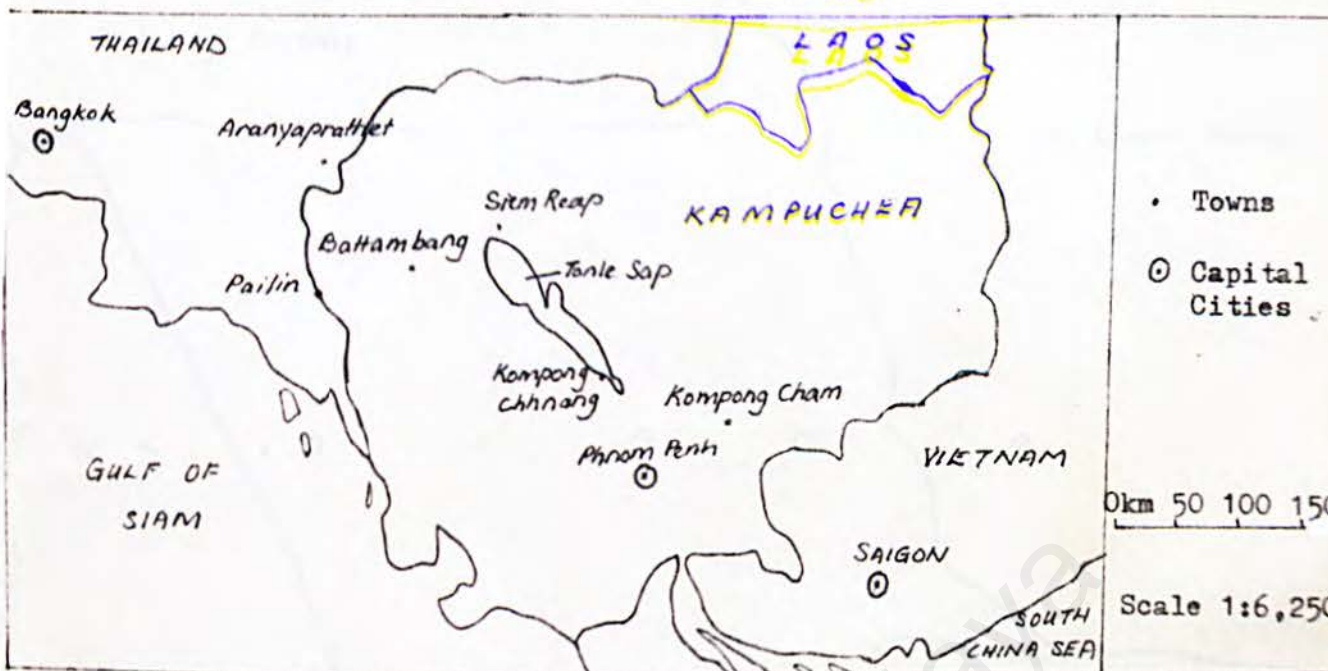 THAILAND
LAOS
Bangkok
Aranyaprathet
Siem Reap
KAMPUCHEA
Battambang
Tonle Sap
Pailin
Kompong
Chhnang
Kompong Cham
Phnom Penh
VIETNAM
GULF OF
SIAM
SAIGON
SOUTH
CHINA SEA
Towns
Capital
Cities
0km 50 100 150
Scale 1:6,250